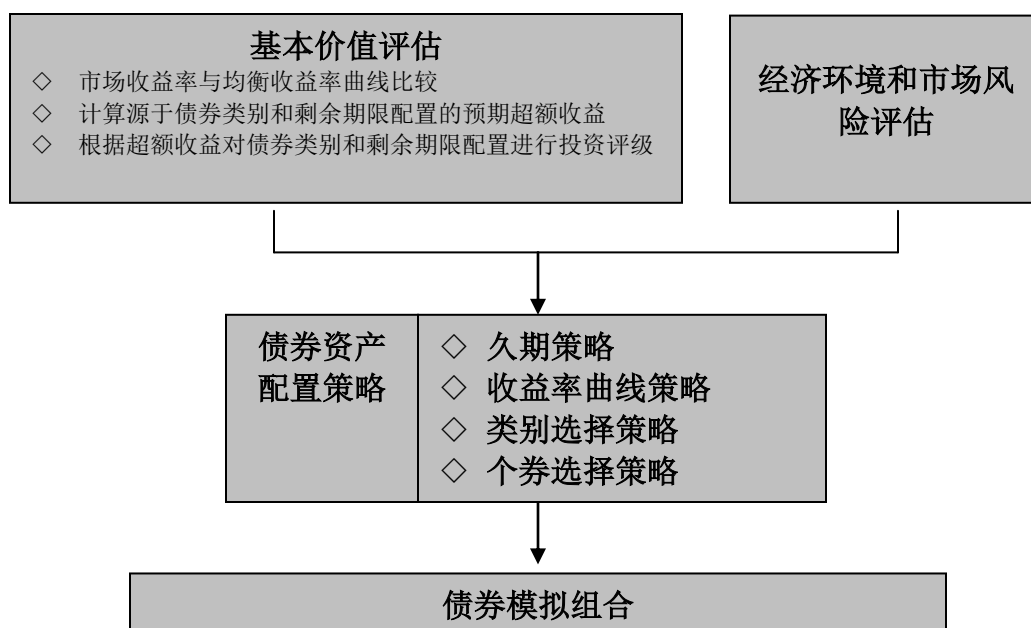 基本价值评估
◇ 市场收益率与均衡收益率曲线比较
◇ 计算源于债券类别和剩余期限配置的预期超额收益
◇ 根据超额收益对债券类别和剩余期限配置进行投资评级
经济环境和市场风
险评估
债券资产
配置策略
◇ 久期策略
◇ 收益率曲线策略
◇ 类别选择策略
◇ 个券选择策略
债券模拟组合